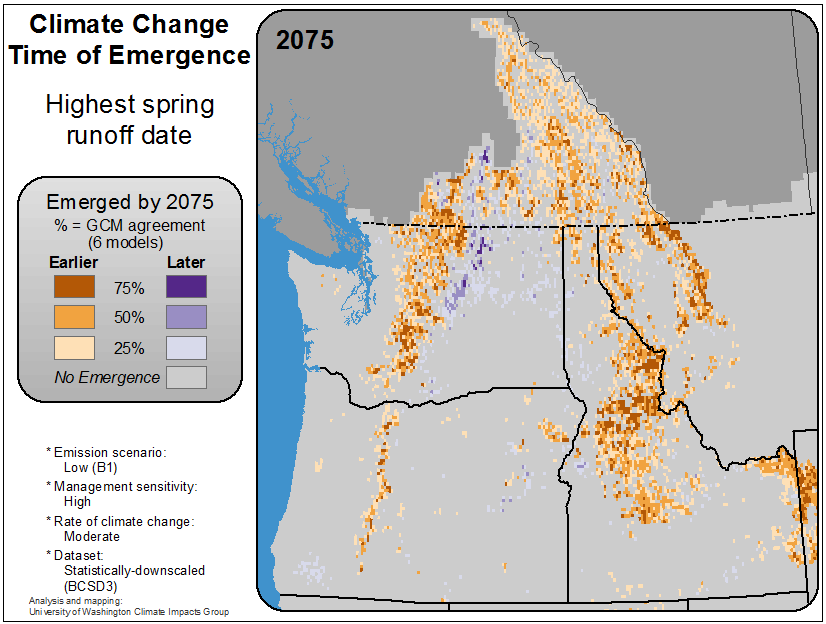 Climate Change
Time of Emergence
Highest spring
runoff date
2075
Emerged by 2075
% = GCM agreement
(6 models)
Earlier Later
75%
50%
25%
No Emergence
* Emission scenario:
Low (B1)
* Management sensitivity:
High
* Rate of climate change:
Moderate
* Dataset:
Statistically-downscaled
(BCSD3)
Analysis and mapping:
University of Washington Climate Impacts Group